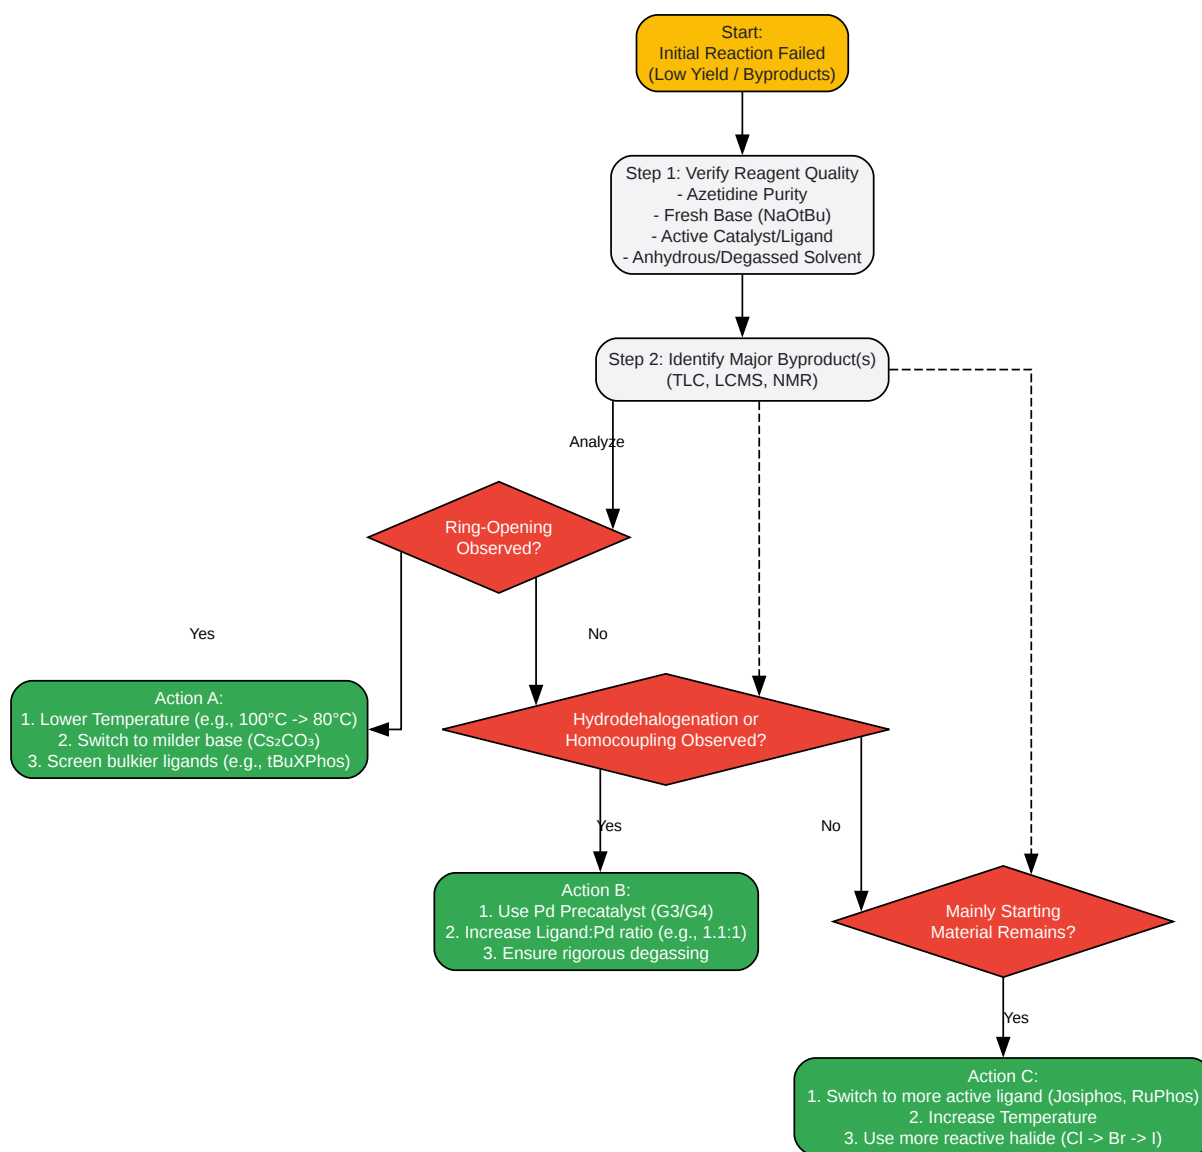 Start:
Initial Reaction Failed
(Low Yield / Byproducts)
Step 1: Verify Reagent Quality
- Azetidine Purity
- Fresh Base (NaOtBu)
- Active Catalyst/Ligand
- Anhydrous/Degassed Solvent
Step 2: Identify Major Byproduct(s)
(TLC, LCMS, NMR)
Analyze
Ring-Opening
Observed?
Yes
No
Action A:
1. Lower Temperature (e.g., 100°C -> 80°C)
2. Switch to milder base (Cs₂CO₃)
3. Screen bulkier ligands (e.g., tBuXPhos)
Hydrodehalogenation or
Homocoupling Observed?
Yes
No
Action B:
1. Use Pd Precatalyst (G3/G4)
2. Increase Ligand:Pd ratio (e.g., 1.1:1)
3. Ensure rigorous degassing
Mainly Starting
Material Remains?
Yes
Action C:
1. Switch to more active ligand (Josiphos, RuPhos)
2. Increase Temperature
3. Use more reactive halide (Cl -> Br -> I)